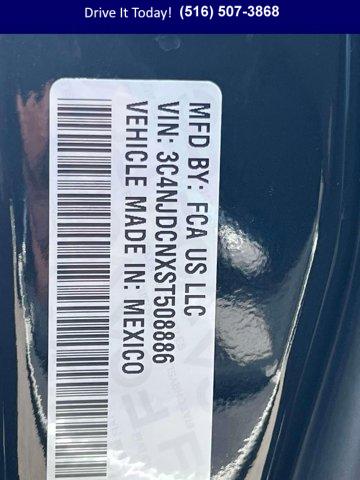 Drive It Today! (516) 507-3868
MFD BY: FCA US LLC
VIN: 3C4NJDCNXST508886
VEHICLE MADE IN: MEXICO